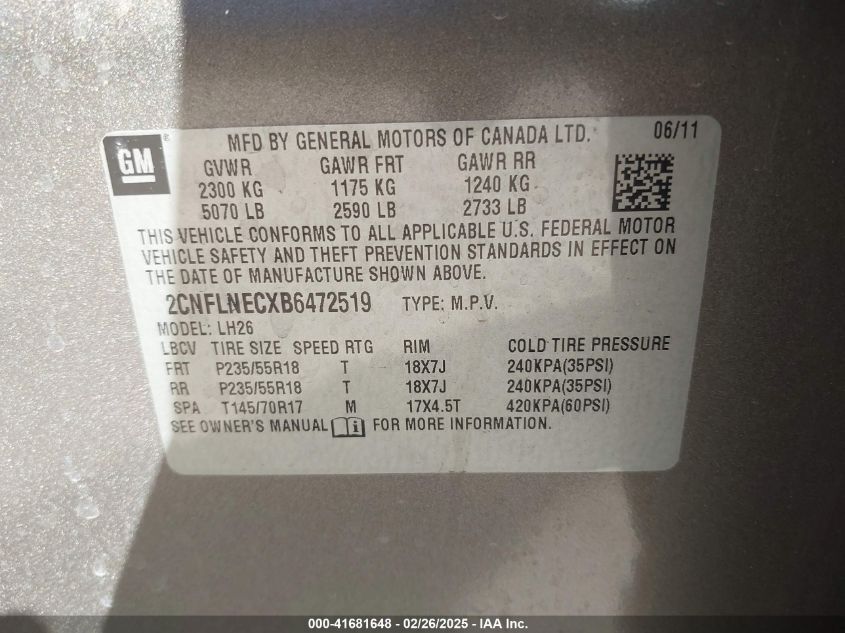 GM®
MFD BY GENERAL MOTORS OF CANADA LTD. 06/11
GVWR GAWR FRT GAWR RR
2300 KG 1175 KG 1240 KG
5070 LB 2590 LB 2733 LB
THIS VEHICLE CONFORMS TO ALL APPLICABLE U.S. FEDERAL MOTOR
VEHICLE SAFETY AND THEFT PREVENTION STANDARDS IN EFFECT ON
THE DATE OF MANUFACTURE SHOWN ABOVE.
2CNFLNECXB6472519 TYPE: M.P.V.
MODEL: LH26
LBCV TIRE SIZE SPEED RTG RIM COLD TIRE PRESSURE
FRT P235/55R18 T 18X7J 240KPA(35PSI)
RR P235/55R18 T 18X7J 240KPA(35PSI)
SPA T145/70R17 M 17X4.5T 420KPA(60PSI)
SEE OWNER'S MANUAL FOR MORE INFORMATION.
000-41681648 - 02/26/2025 - IAA Inc.